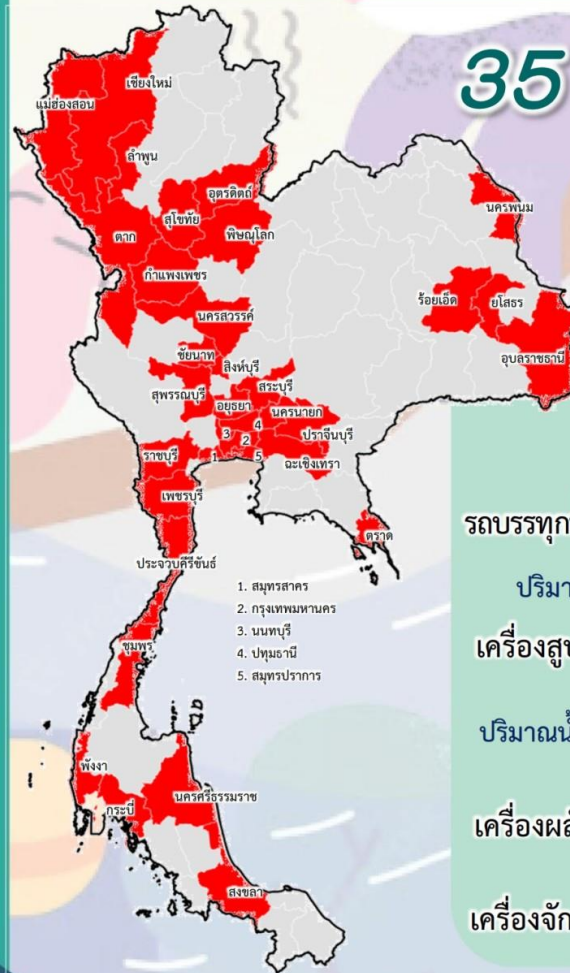 35
เชียงใหม่
แม่ฮ่องสอน
ลำพูน
อุตรดิตถ์
สุโขทัย
นครพนม
ตาก
พิษณุโลก
กำแพงเพชร
ร้อยเอ็ด
ยโสธร
นครสวรรค์
ชัยนาท
สิงห์บุรี
อุบลราชธานี
สระบุรี
สุพรรณบุรี
อยุธยา
นครนายก
4
3
2
ปราจีนบุรี
ราชบุรี
1
5
ฉะเชิงเทรา
เพชรบุรี
ตราด
ประจวบคีรีขันธ์
1. สมุทรสาคร
2. กรุงเทพมหานคร
3. นนทบุรี
4. ปทุมธานี
5. สมุทรปราการ
ชุมพร
พังงา
นครศรีธรรมราช
กระบี่
สงขลา
รถบรรทุก
ปริมา
เครื่องสูบ
ปริมาณน้ำ
เครื่องผลั
เครื่องจัก